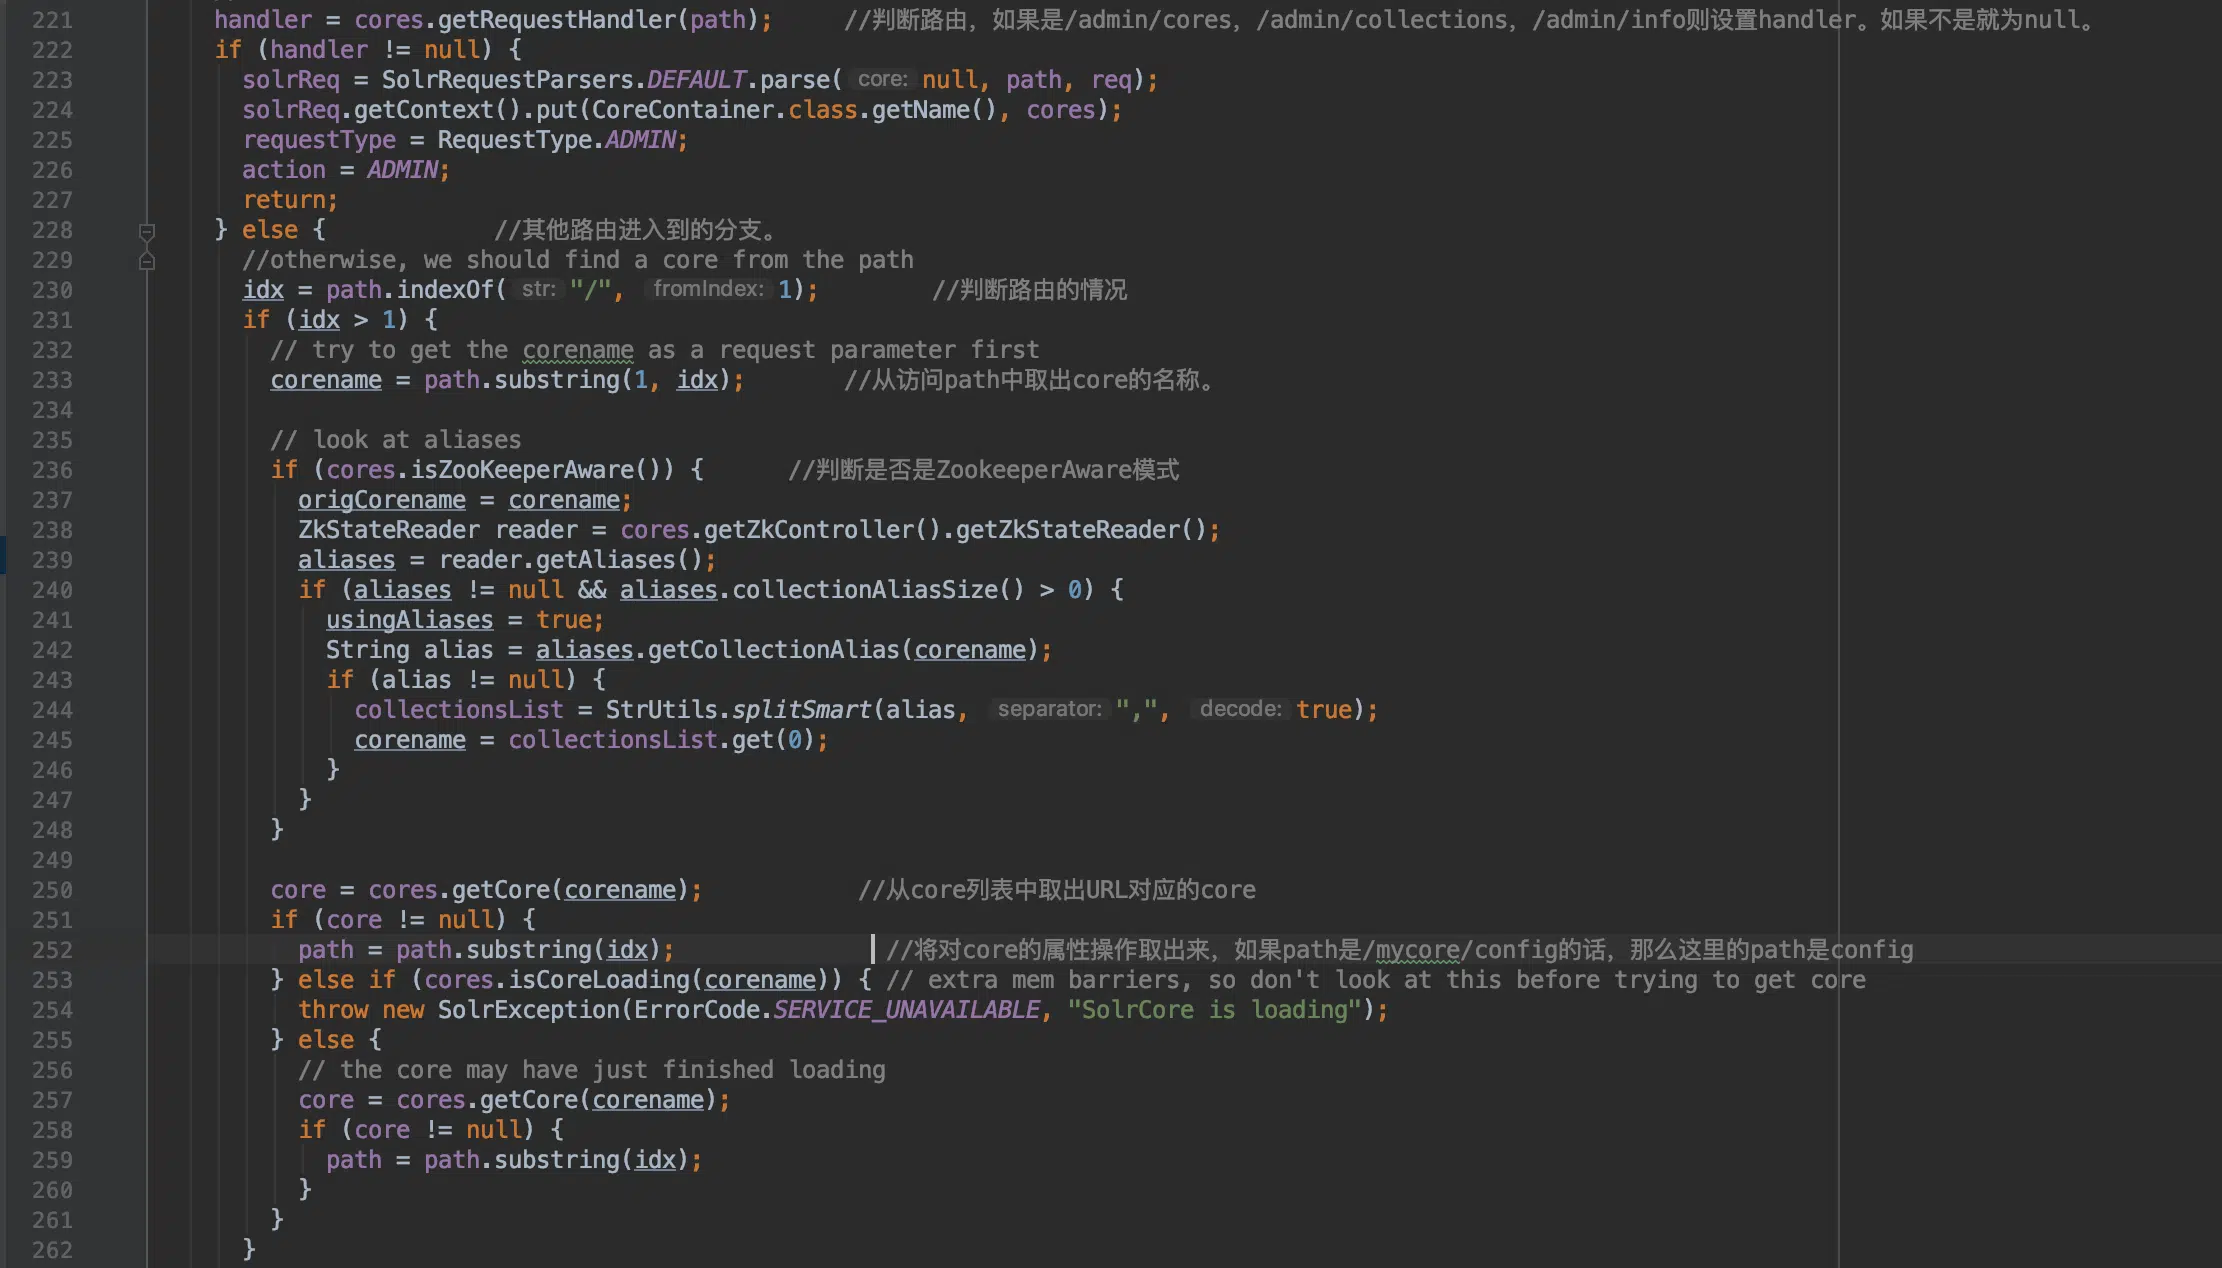 221 handler = cores.getRequestHandler(path); //判断路由，如果是/admin/cores，/admin/collections，/admin/info则设置handler。如果不是就为null。
222 if (handler != null) {
223 solrReq = SolrRequestParsers.DEFAULT.parse( core: null, path, req);
224 solrReq.getContext().put(CoreContainer.class.getName(), cores);
225 requestType = RequestType.ADMIN;
226 action = ADMIN;
227 return;
228 } else { //其他路由进入到的分支。
229 //otherwise, we should find a core from the path
230 idx = path.indexOf( str: "/", fromIndex: 1); //判断路由的情况
231 if (idx > 1) {
232 // try to get the corename as a request parameter first
233 corename = path.substring(1, idx); //从访问path中取出core的名称。
234
235 // look at aliases
236 if (cores.isZooKeeperAware()) { //判断是否是ZookeeperAware模式
237 origCorename = corename;
238 ZkStateReader reader = cores.getZkController().getZkStateReader();
239 aliases = reader.getAliases();
240 if (aliases != null && aliases.collectionAliasSize() > 0) {
241 usingAliases = true;
242 String alias = aliases.getCollectionAlias(corename);
243 if (alias != null) {
244 collectionsList = StrUtils.splitSmart(alias, separator: ",", decode: true);
245 corename = collectionsList.get(0);
246 }
247 }
248 }
249
250 core = cores.getCore(corename); //从core列表中取出URL对应的core
251 if (core != null) {
252 path = path.substring(idx); //将对core的属性操作取出来，如果path是/mycore/config的话，那么这里的path是config
253 } else if (cores.isCoreLoading(corename)) { // extra mem barriers, so don't look at this before trying to get core
254 throw new SolrException(ErrorCode.SERVICE_UNAVAILABLE, "SolrCore is loading");
255 } else {
256 // the core may have just finished loading
257 core = cores.getCore(corename);
258 if (core != null) {
259 path = path.substring(idx);
260 }
261 }
262 }